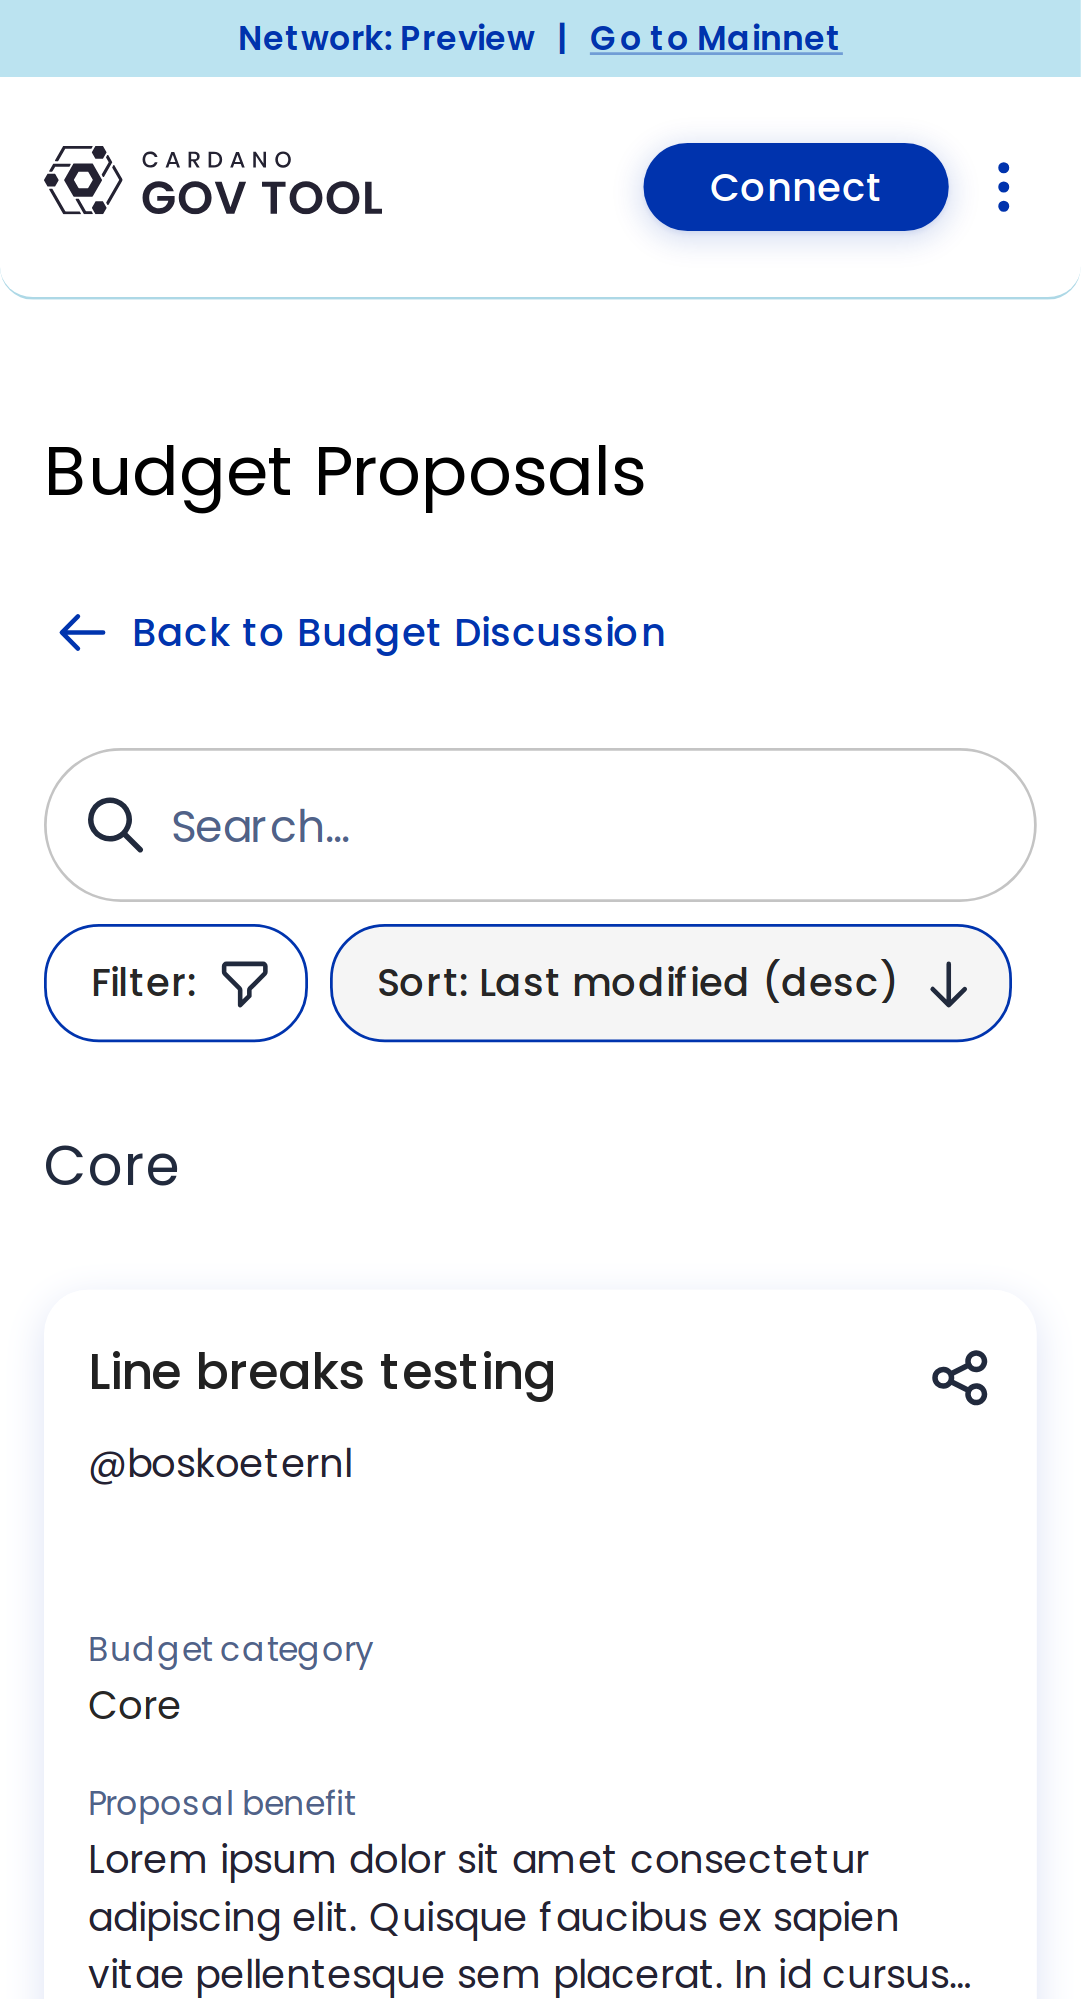 Network: Preview | Go to Mainnet
CARDANO
GOV TOOL
Connect
Budget Proposals
Back to Budget Discussion
Search...
Filter:
Sort: Last modified (desc)
Core
Line breaks testing
@boskoeternl
Budget category
Core
Proposal benefit
Lorem ipsum dolor sit amet consectetur
adipiscing elit. Quisque faucibus ex sapien
vitae pellentesque sem placerat. In id cursus...